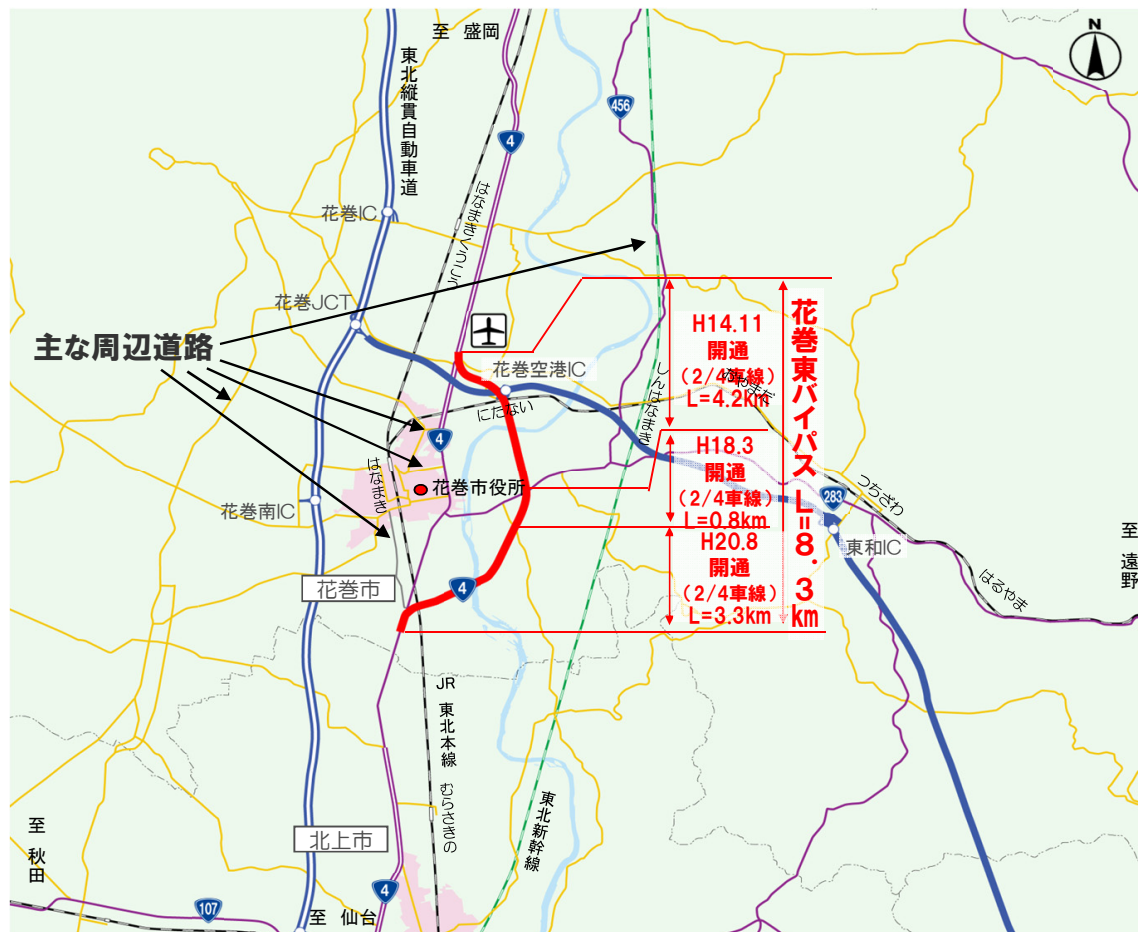 N
至 盛岡
東北縦貫自動車道
456
4
花巻IC
はなまきくうこう
花巻JCT
主な周辺道路
花巻空港IC
にたない
しんはなまき
H14.11
開通
(2/4車線)
L=4.2km
花巻東バイパス L=8.3km
4
はなまき
花巻市役所
花巻南IC
H18.3
開通
(2/4車線)
L=0.8km
283
つちざわ
東和IC
H20.8
開通
(2/4車線)
L=3.3km
至 遠野
はるやま
花巻市
4
JR 東北本線
むらさきの
東北新幹線
至 秋田
北上市
4
107
至 仙台